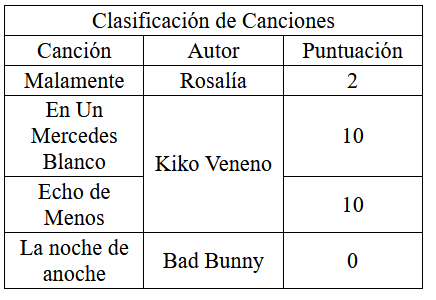 Clasificación de Canciones
Canción Autor Puntuación
Malamente Rosalía 2
En Un
Mercedes
Blanco
Kiko Veneno
10
Echo de
Menos
10
La noche de
anoche
Bad Bunny
0